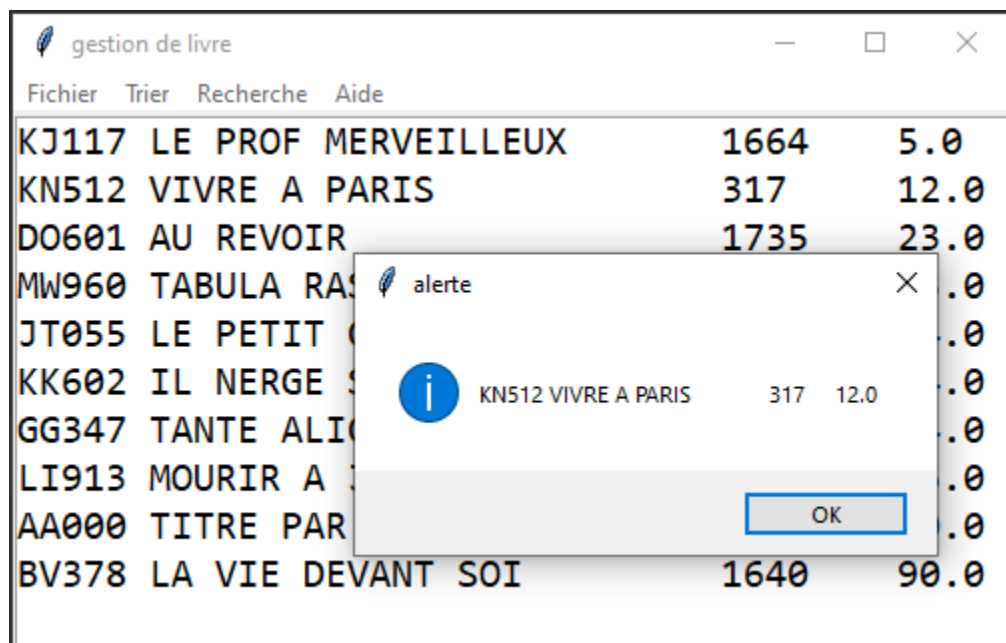 gestion de livre
Fichier Trier Recherche Aide
KJ117 LE PROF MERVEILLEUX 1664 5.0
KN512 VIVRE A PARIS 317 12.0
DO601 AU REVOIR 1735 23.0
MW960 TABULA .0
JT055 LE PETIT .0
KK602 IL NERGE .0
GG347 TANTE .0
LI913 MOURIR A .0
AA000 TITRE PAR .0
BV378 LA VIE DEVANT SOI 1640 90.0
alerte
KN512 VIVRE A PARIS 317 12.0
OK